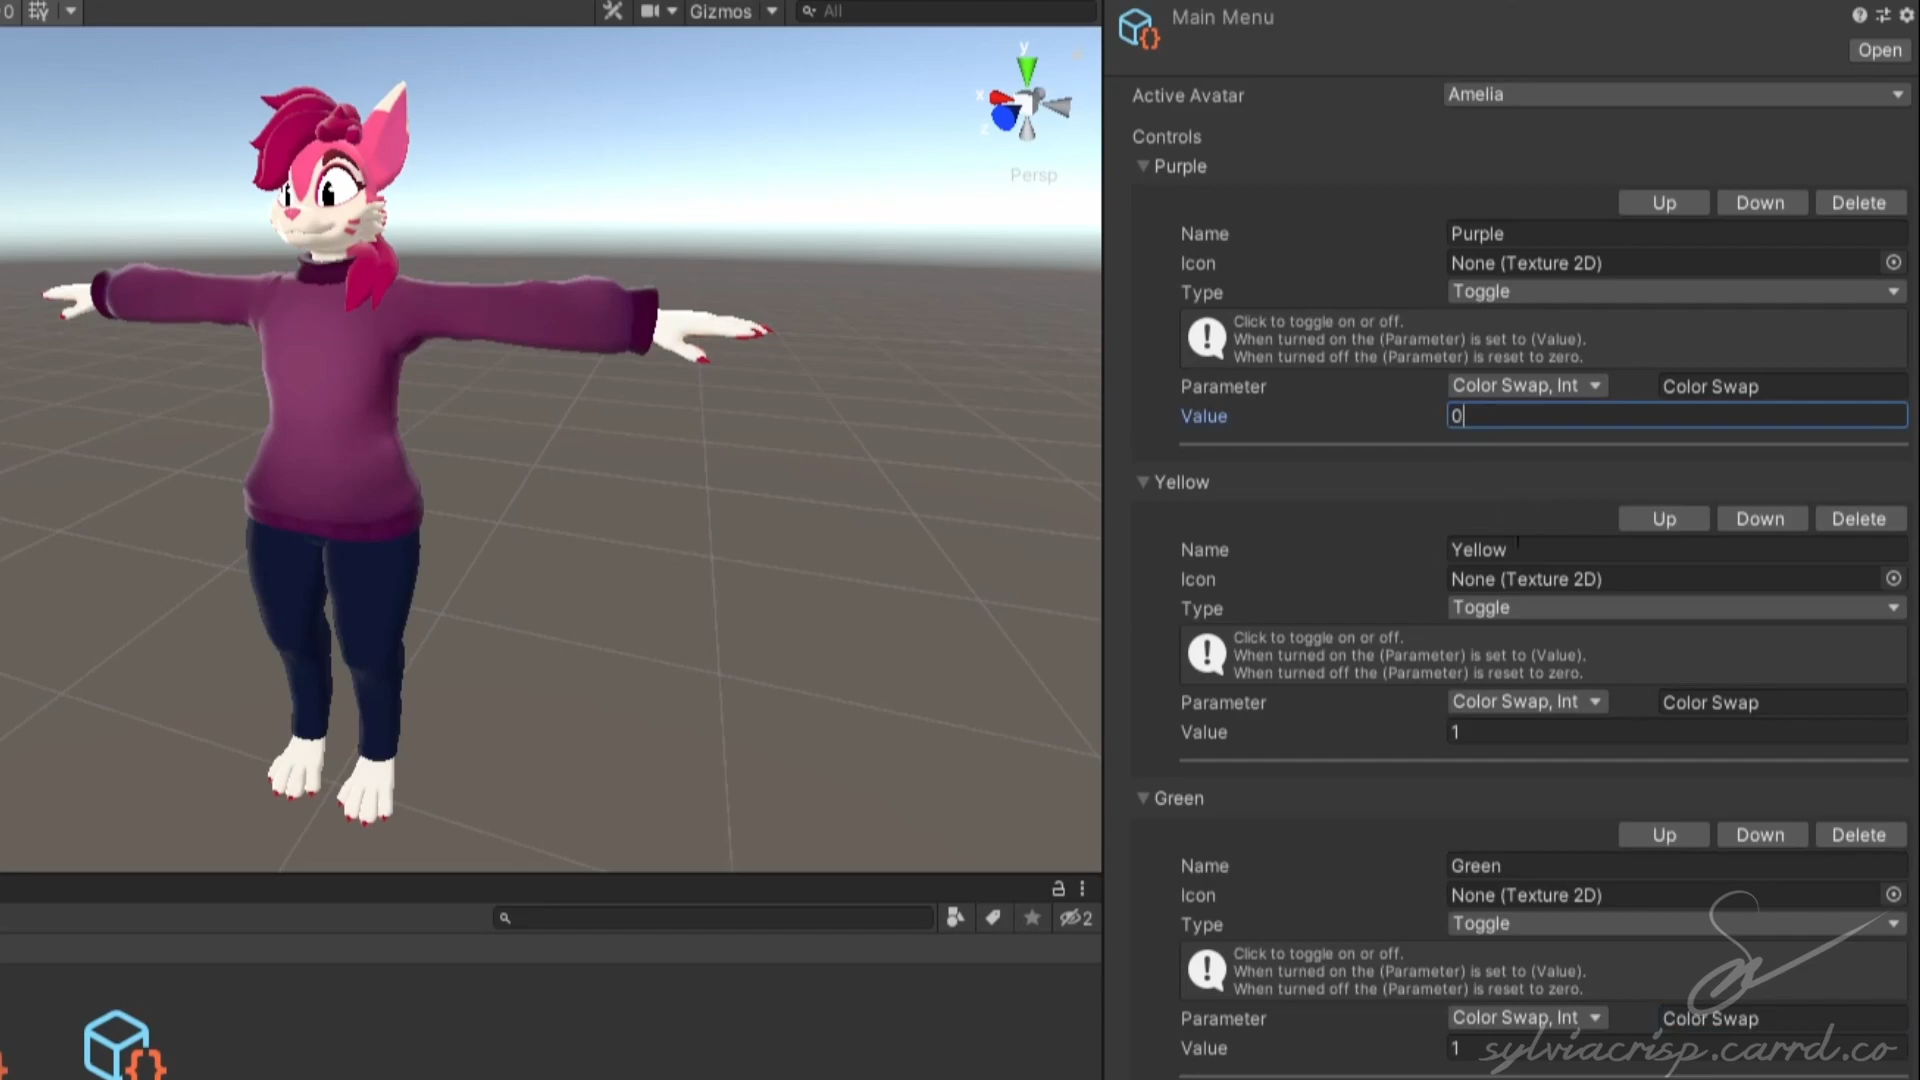 0
Gizmos
All
y
x
z
Persp
2
Main Menu
Open
Active Avatar
Amelia
Controls
Purple
Up Down Delete
Name
Purple
Icon
None (Texture 2D)
Type
Toggle
Click to toggle on or off.
When turned on the (Parameter) is set to (Value).
When turned off the (Parameter) is reset to zero.
Parameter
Color Swap, Int
Color Swap
Value
0
Yellow
Up Down Delete
Name
Yellow
Icon
None (Texture 2D)
Type
Toggle
Click to toggle on or off.
When turned on the (Parameter) is set to (Value).
When turned off the (Parameter) is reset to zero.
Parameter
Color Swap, Int
Color Swap
Value
1
Green
Up Down Delete
Name
Green
Icon
None (Texture 2D)
Type
Toggle
Click to toggle on or off.
When turned on the (Parameter) is set to (Value).
When turned off the (Parameter) is reset to zero.
Parameter
Color Swap, Int
Color Swap
Value
1
sylviacrisp.carrd.co